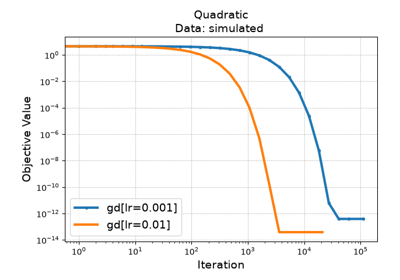 Quadratic
Data: simulated
Objective Value
10^0
10^-2
10^-4
10^-6
10^-8
10^-10
10^-12
10^-14
gd[lr=0.001]
gd[lr=0.01]
10^0 10^1 10^2 10^3 10^4 10^5
Iteration